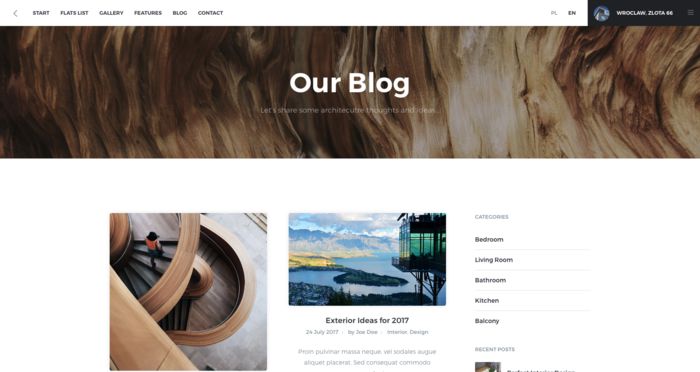 START FLATS LIST GALLERY FEATURES BLOG CONTACT PL EN WROCLAW, ZLOTA 66
Our Blog
Let's share some architecutre thoughts and ideas...
CATEGORIES
Bedroom
Living Room
Bathroom
Kitchen
Balcony
Exterior Ideas for 2017
24 July 2017 by Joe Doe Interior, Design
Proin pulvinar massa neque, vel sodales augue
aliquet placerat. Sed consequat commodo
RECENT POSTS